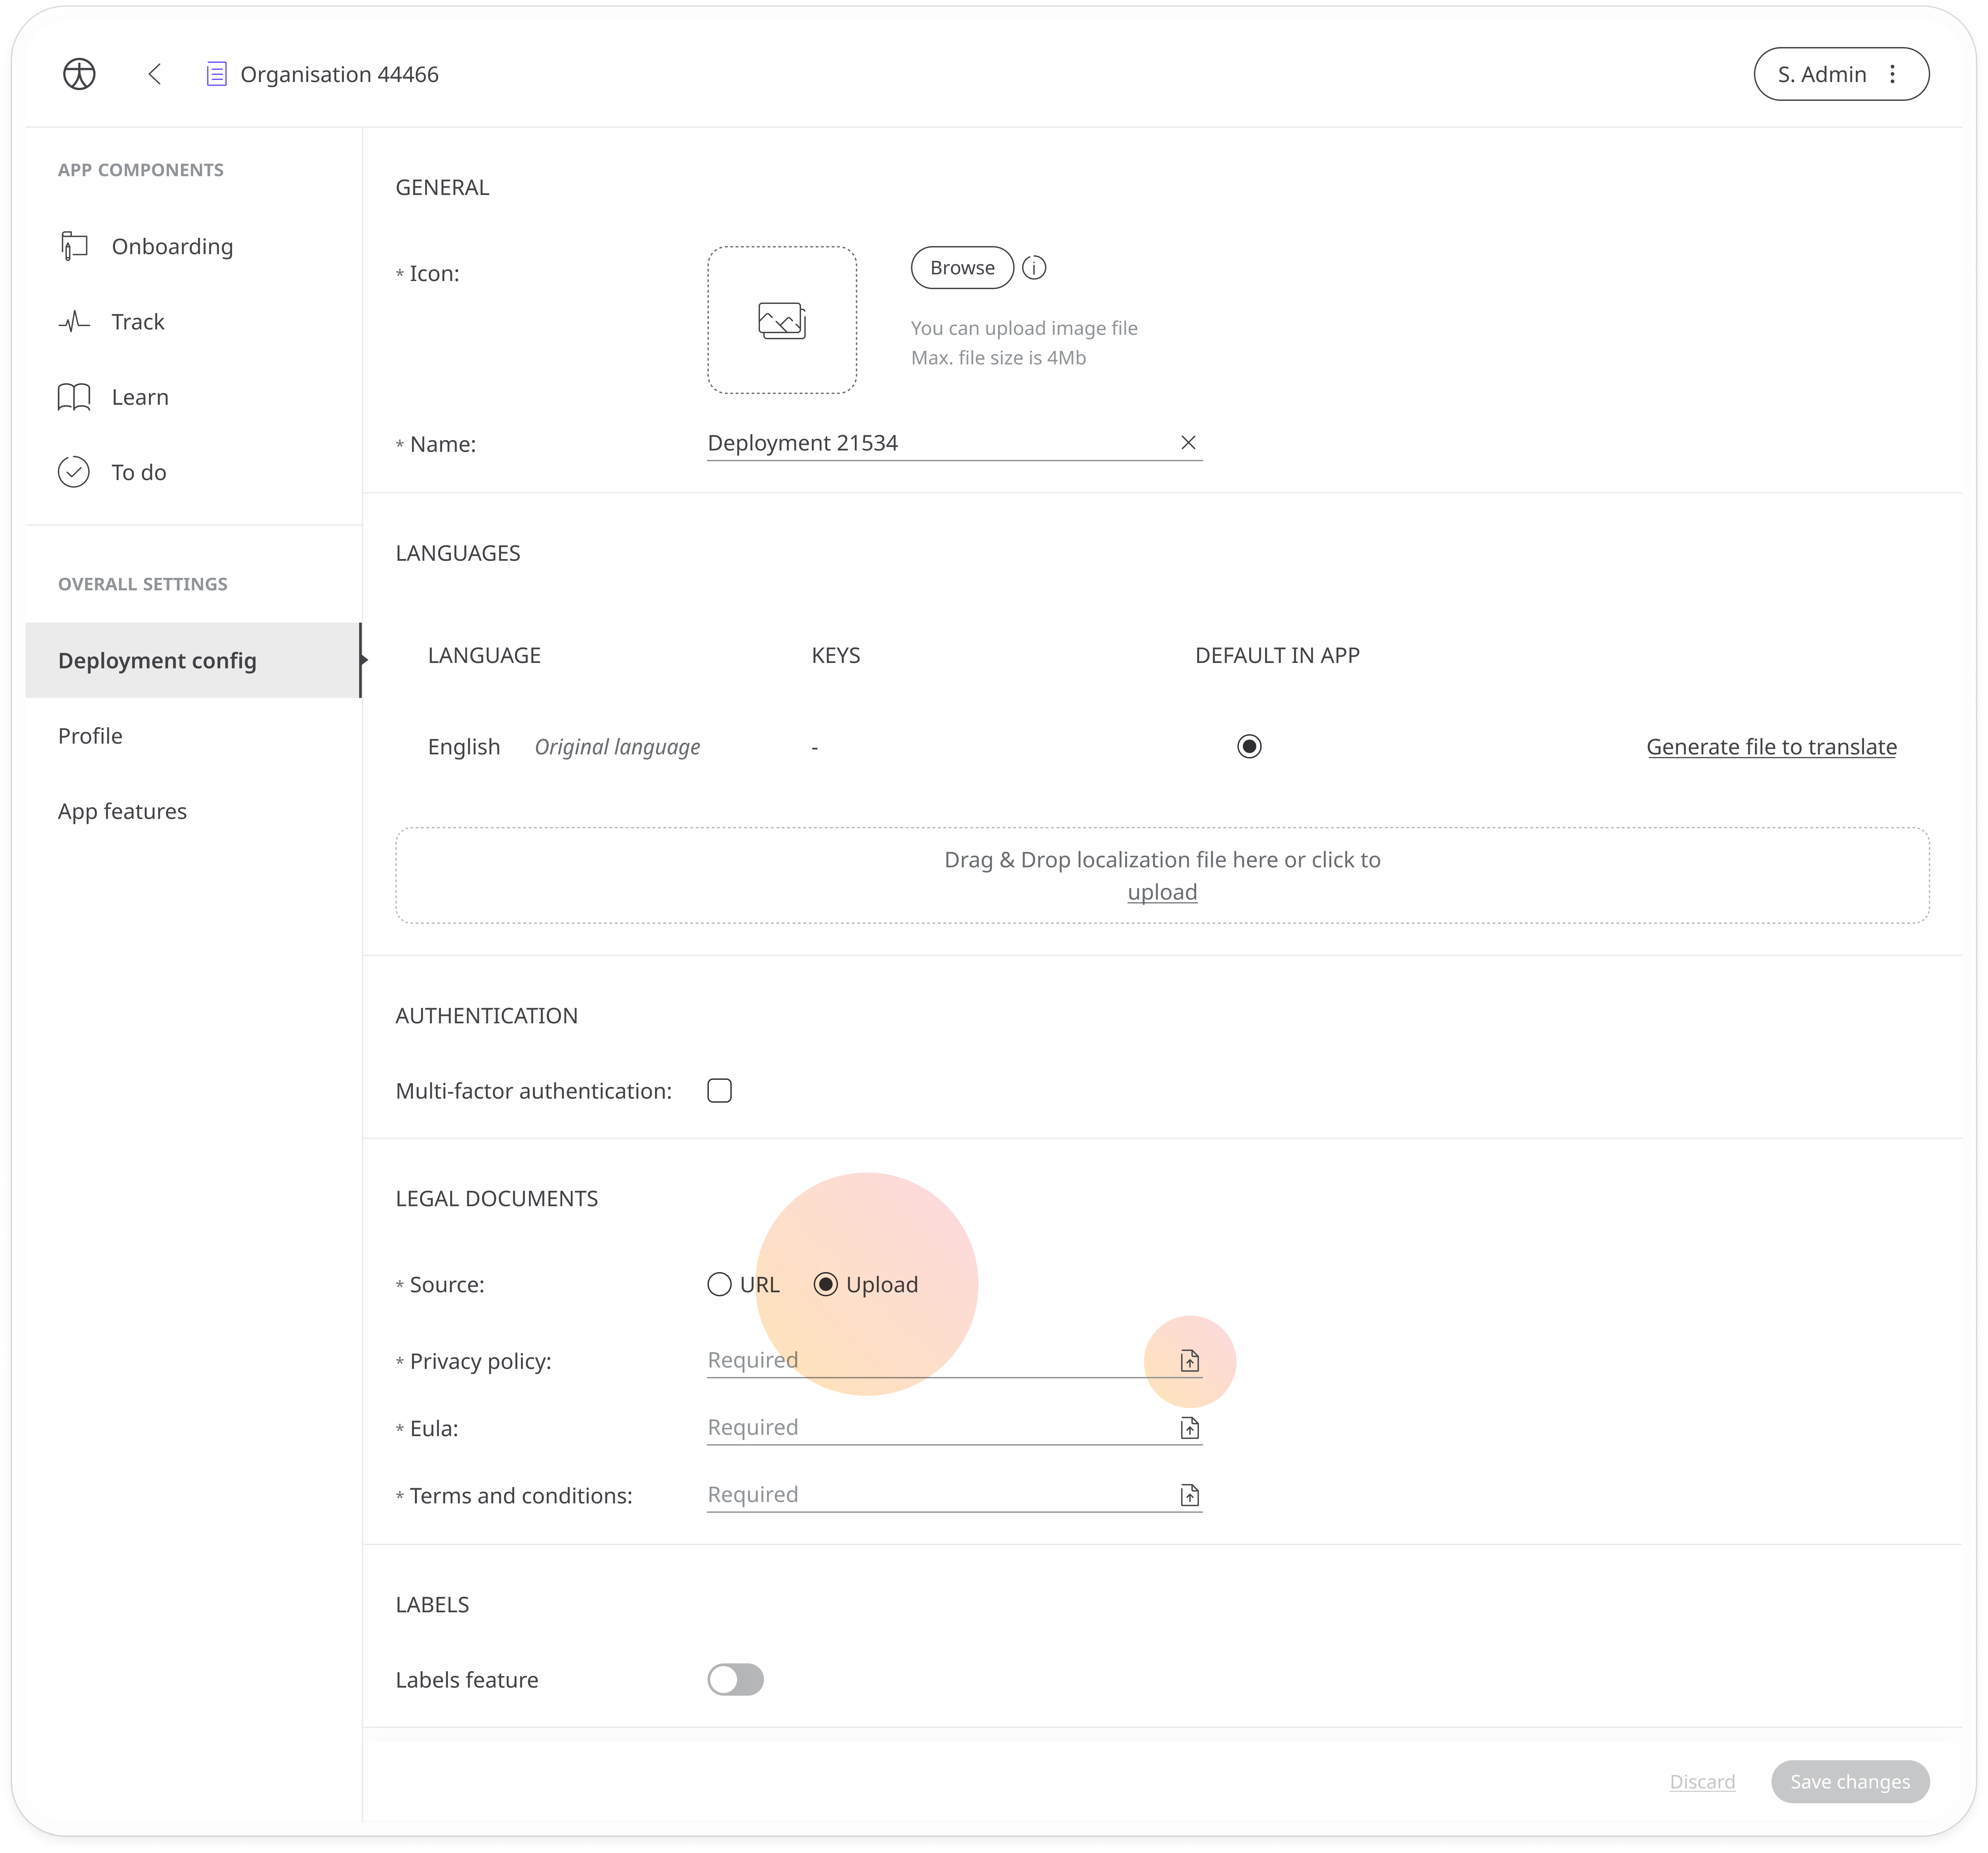 Organisation 44466
S. Admin
APP COMPONENTS
Onboarding
Track
Learn
To do
OVERALL SETTINGS
Deployment config
Profile
App features
GENERAL
* Icon:
Browse
You can upload image file
Max. file size is 4Mb
* Name:
Deployment 21534
LANGUAGES
LANGUAGE KEYS DEFAULT IN APP
English Original language - Generate file to translate
Drag & Drop localization file here or click to
upload
AUTHENTICATION
Multi-factor authentication:
LEGAL DOCUMENTS
* Source: URL Upload
* Privacy policy: Required
* Eula: Required
* Terms and conditions: Required
LABELS
Labels feature
Discard Save changes